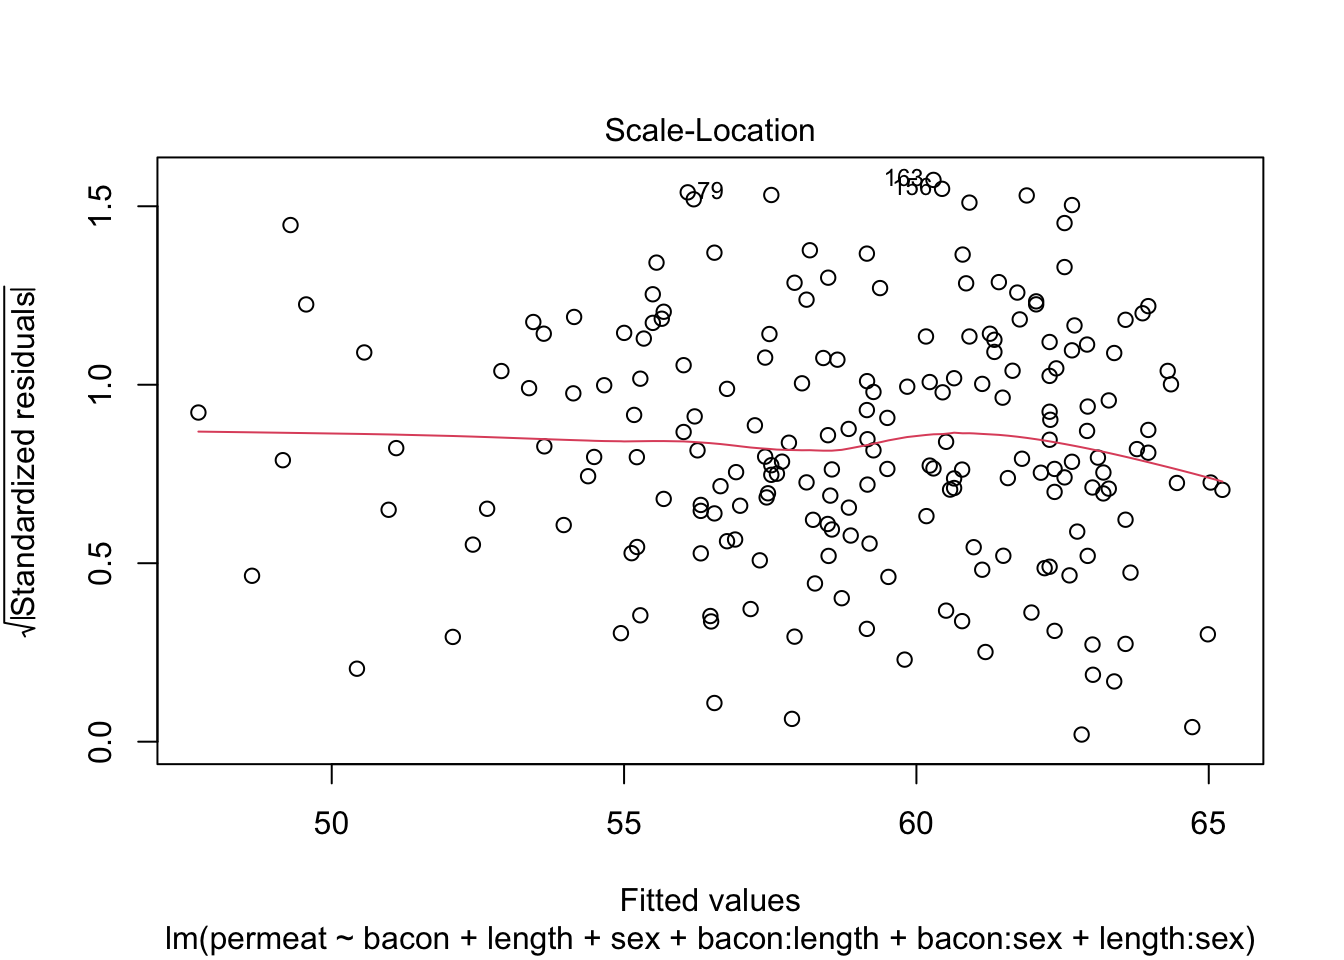 Scale-Location
√|Standardized residuals|
1.5
1.0
0.5
0.0
79
163
156
50 55 60 65
Fitted values
lm(permeat ~ bacon + length + sex + bacon:length + bacon:sex + length:sex)